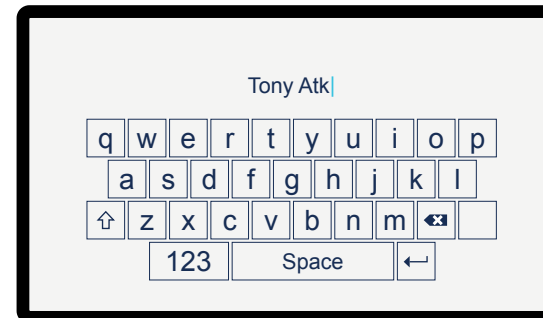 Tony Atk
q w e r t y u i o p
a s d f g h j k l
z x c v b n m
123 Space